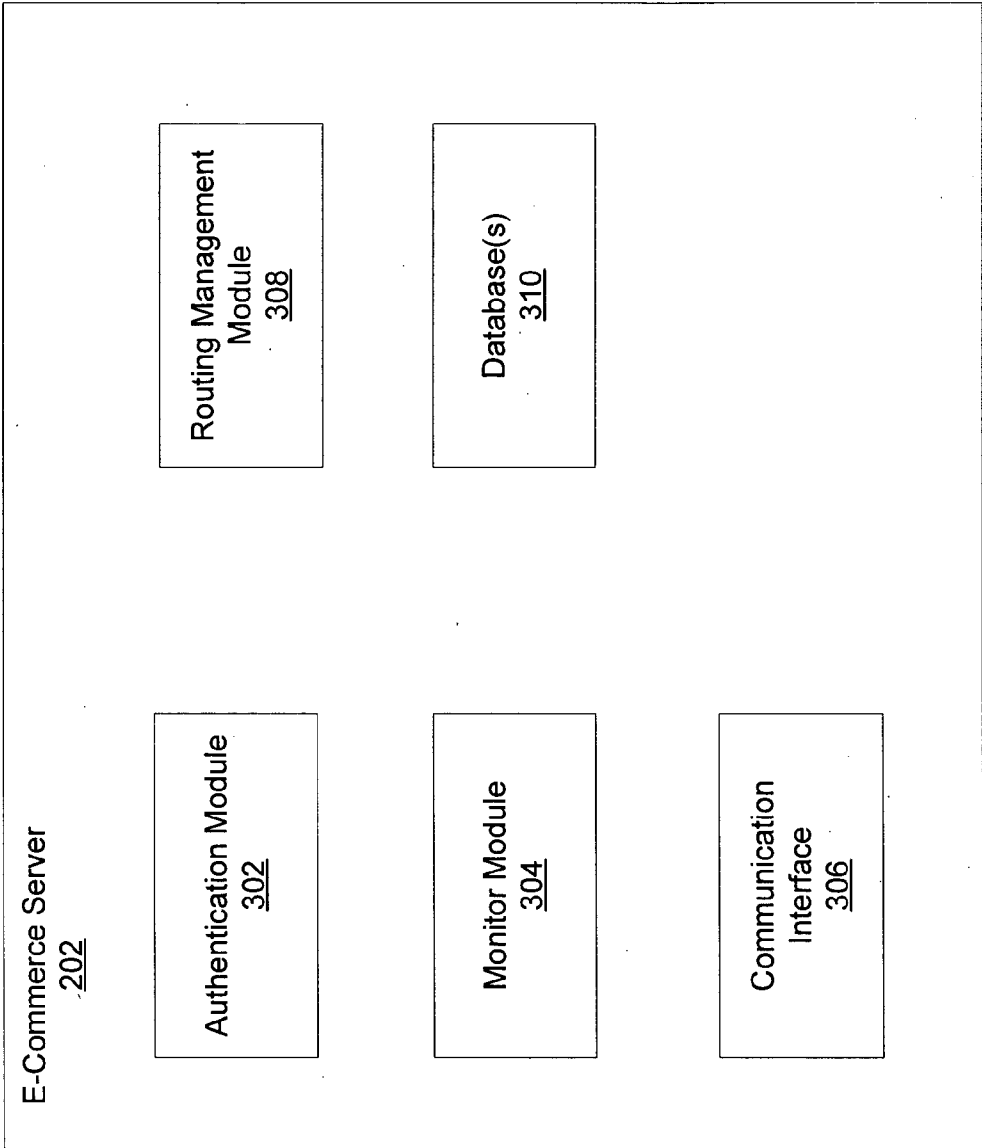 E-Commerce Server
202
Authentication Module
302
Monitor Module
304
Communication
Interface
306
Routing Management
Module
308
Database(s)
310